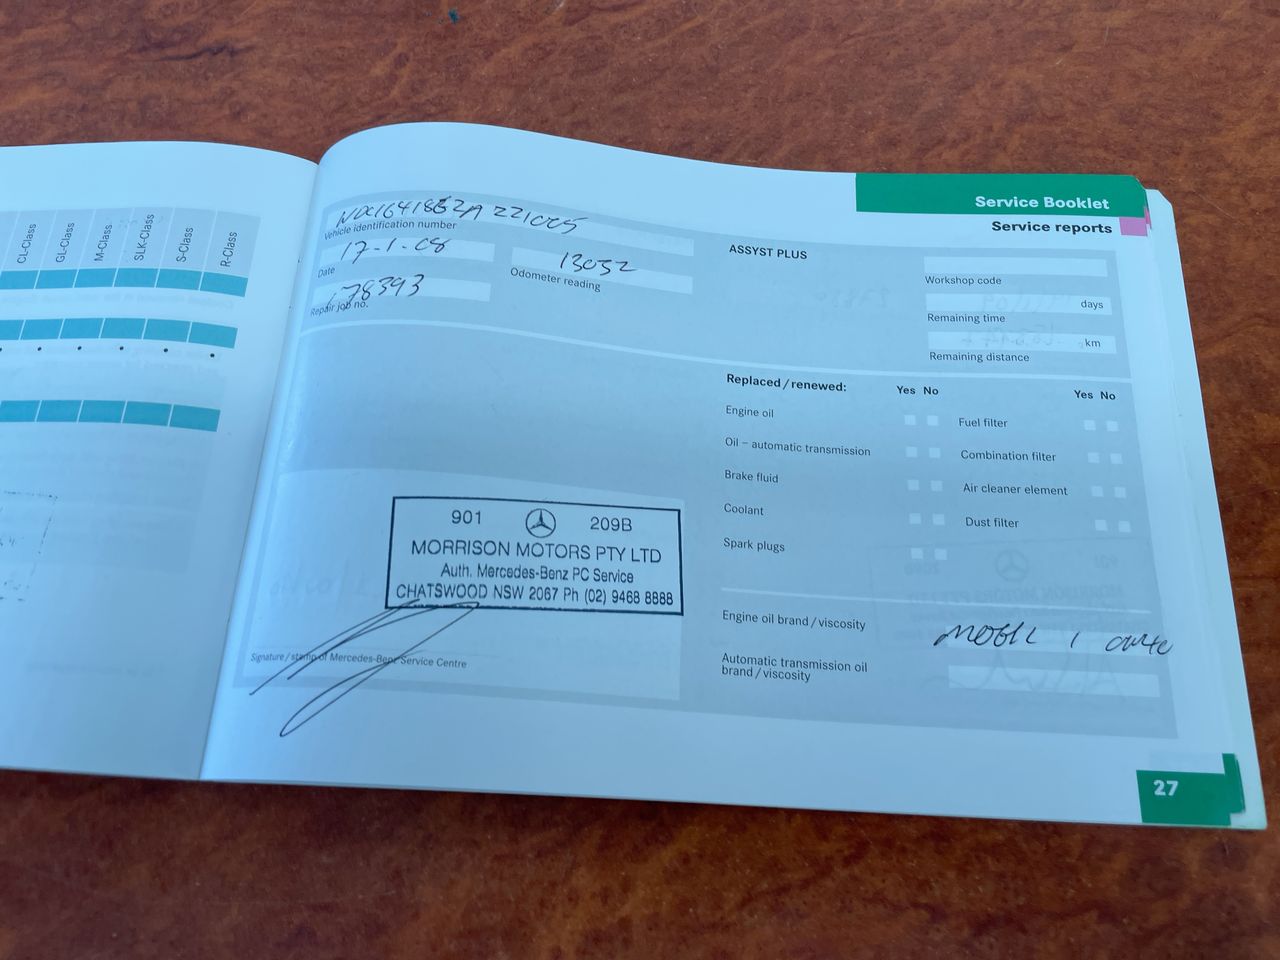 CL-Class
GL-Class
M-Class
SLK-Class
S-Class
R-Class
Service Booklet
Service reports
Vehicle identification number
17-1-08
Date
13032
Odometer reading
78393
Repair job no.
ASSYST PLUS
Workshop code
days
Remaining time
km
Remaining distance
Replaced / renewed:
Yes No
Yes No
Engine oil
Fuel filter
Oil – automatic transmission
Combination filter
Brake fluid
Air cleaner element
Coolant
Dust filter
Spark plugs
901 209B
MORRISON MOTORS PTY LTD
Auth. Mercedes-Benz PC Service
CHATSWOOD NSW 2067 Ph (02) 9468 8888
Signature / stamp of Mercedes-Benz Service Centre
Engine oil brand / viscosity
MOBIL 1
Automatic transmission oil
brand / viscosity
27